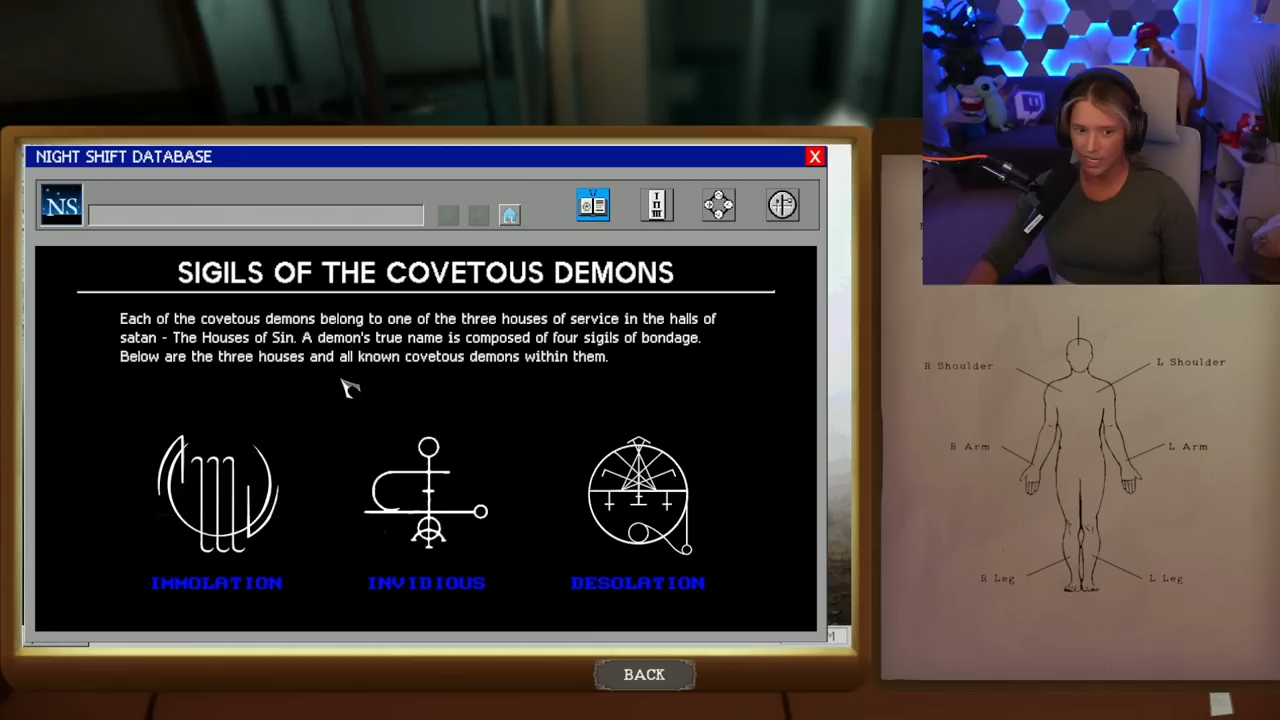 NIGHT SHIFT DATABASE
X
NS
I
II
III
SIGILS OF THE COVETOUS DEMONS
Each of the covetous demons belong to one of the three houses of service in the halls of
satan - The Houses of Sin. A demon's true name is composed of four sigils of bondage.
Below are the three houses and all known covetous demons within them.
IMMOLATION INVIDIOUS DESOLATION
BACK
R Shoulder
L Shoulder
R Arm
L Arm
R Leg
L Leg